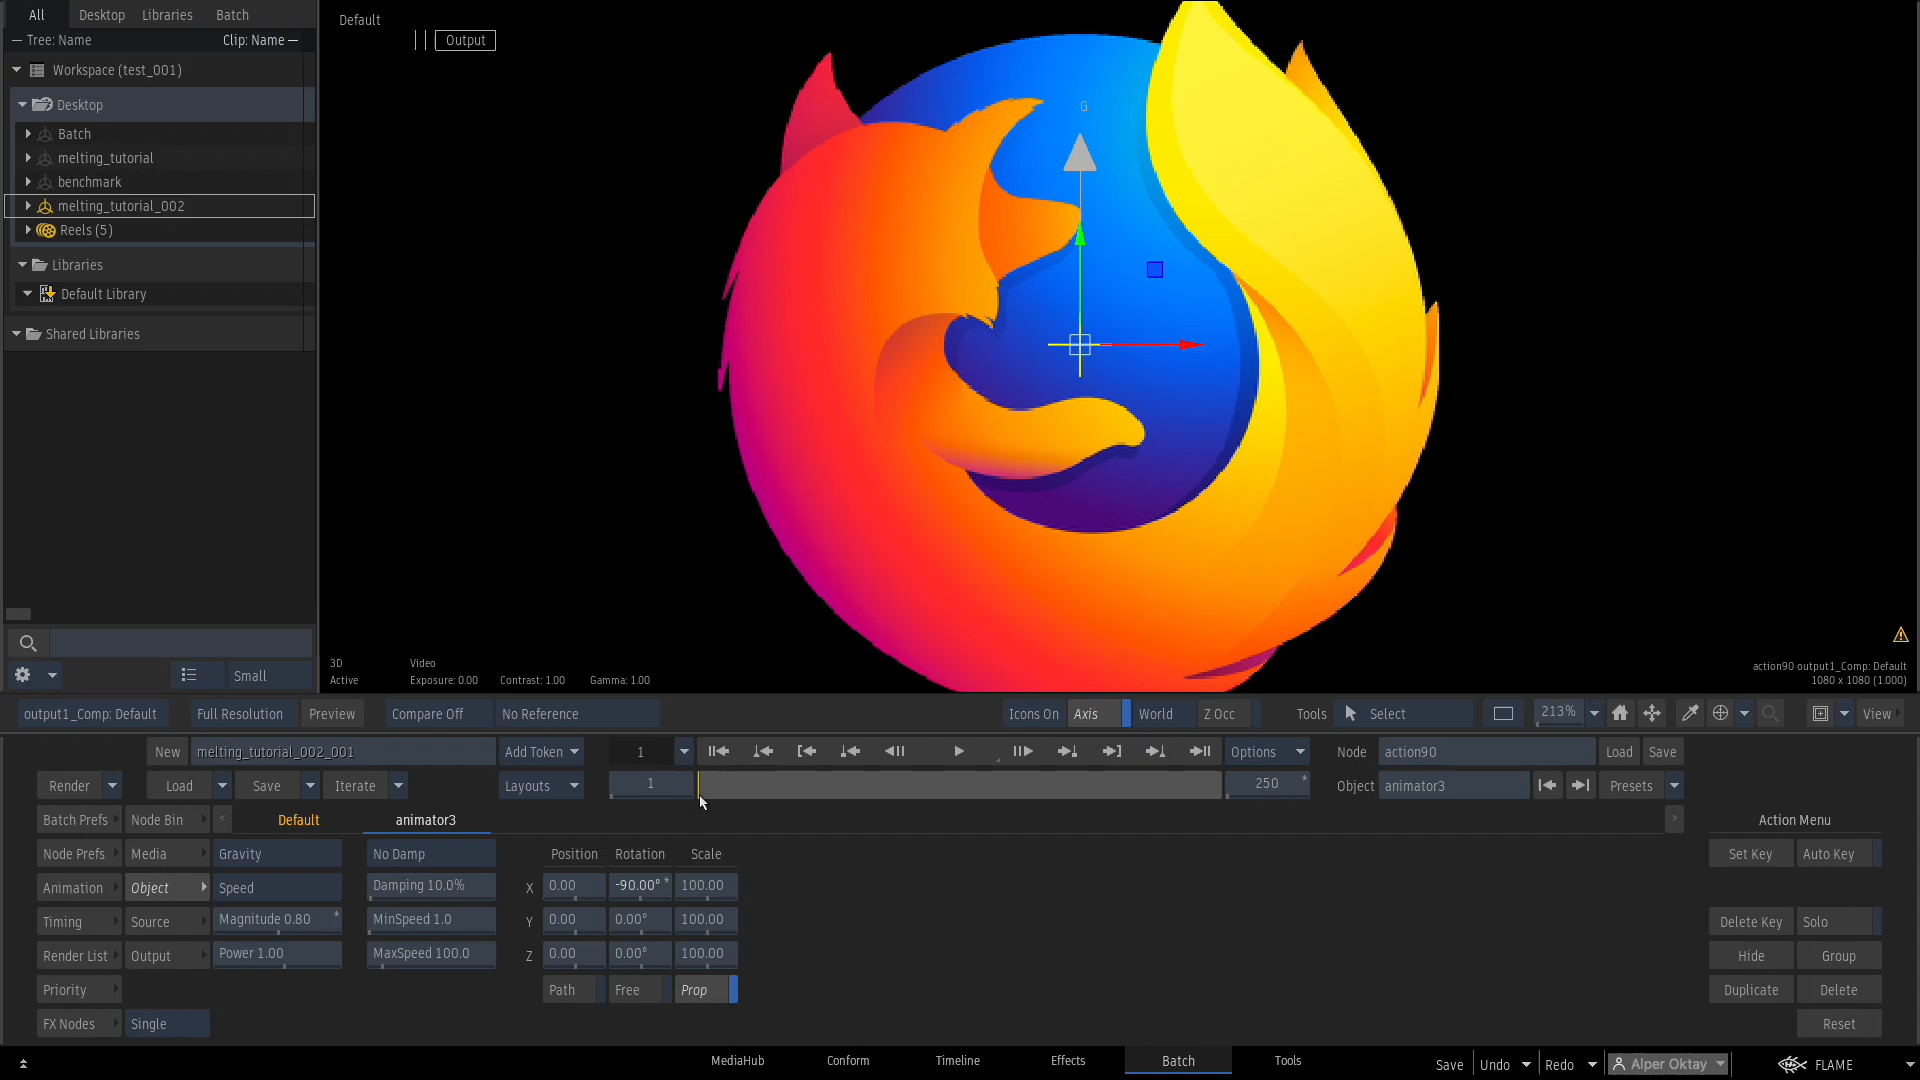 All Desktop Libraries Batch
Tree: Name Clip: Name
Workspace (test_001)
Desktop
Batch
melting_tutorial
benchmark
melting_tutorial_002
Reels (5)
Libraries
Default Library
Shared Libraries
Small
Default
Output
G
3D Video
Active Exposure: 0.00 Contrast: 1.00 Gamma: 1.00
action90 output1_Comp: Default
1080 x 1080 (1.000)
output1_Comp: Default Full Resolution Preview Compare Off No Reference Icons On Axis World Z Occ Tools Select 213% View
New melting_tutorial_002_001 Add Token 1 Options Node action90 Load Save
Render Load Save Iterate Layouts 1 250 * Object animator3 Presets
Batch Prefs Node Bin < Default animator3 > Action Menu
Node Prefs Media Gravity No Damp Position Rotation Scale Set Key Auto Key
Animation Object Speed Damping 10.0% X 0.00 -90.00° * 100.00
Timing Source Magnitude 0.80 * MinSpeed 1.0 Y 0.00 0.00° 100.00 Delete Key Solo
Render List Output Power 1.00 MaxSpeed 100.0 Z 0.00 0.00° 100.00 Hide Group
Priority Path Free Prop Duplicate Delete
FX Nodes Single Reset
MediaHub Conform Timeline Effects Batch Tools Save Undo Redo Alper Oktay FLAME